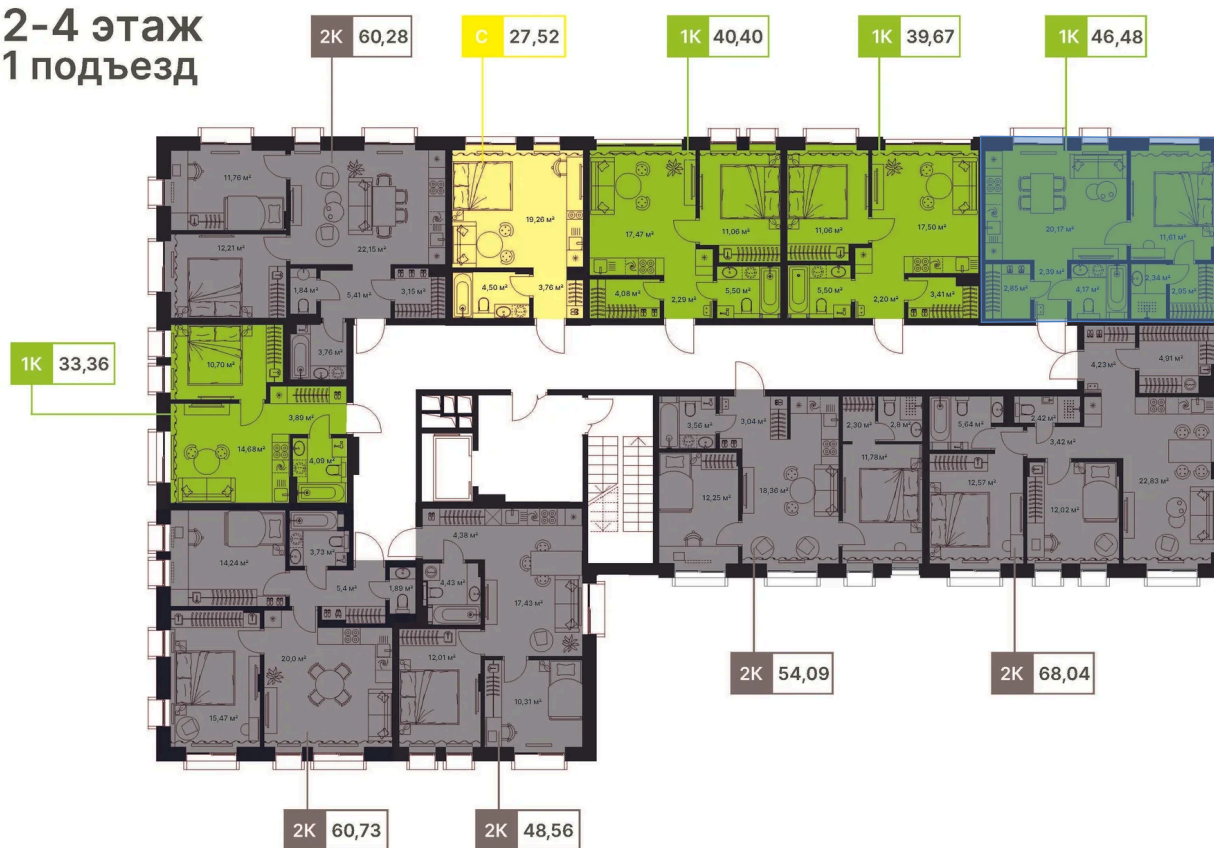 2-4 этаж
1 подъезд
2К 60,28
С 27,52
1К 40,40
1К 39,67
1К 46,48
11,76 м²
12,21 м²
22,15 м²
1,84 м²
5,41 м²
3,15 м²
3,76 м²
19,26 м²
4,50 м²
3,76 м²
17,47 м²
11,06 м²
4,08 м²
2,29 м²
5,50 м²
11,06 м²
17,50 м²
5,50 м²
2,20 м²
3,41 м²
20,17 м²
11,61 м²
2,85 м²
2,39 м²
4,17 м²
2,34 м²
2,95 м²
1К 33,36
10,70 м²
3,89 м²
14,68 м²
4,09 м²
4,23 м²
4,91 м²
3,56 м²
3,04 м²
2,30 м²
2,8 м²
5,64 м²
2,42 м²
3,42 м²
12,25 м²
18,36 м²
11,78 м²
12,57 м²
12,02 м²
22,83 м²
14,24 м²
3,73 м²
5,4 м²
1,89 м²
4,38 м²
4,43 м²
17,43 м²
20,0 м²
15,47 м²
12,01 м²
10,31 м²
2К 54,09
2К 68,04
2К 60,73
2К 48,56